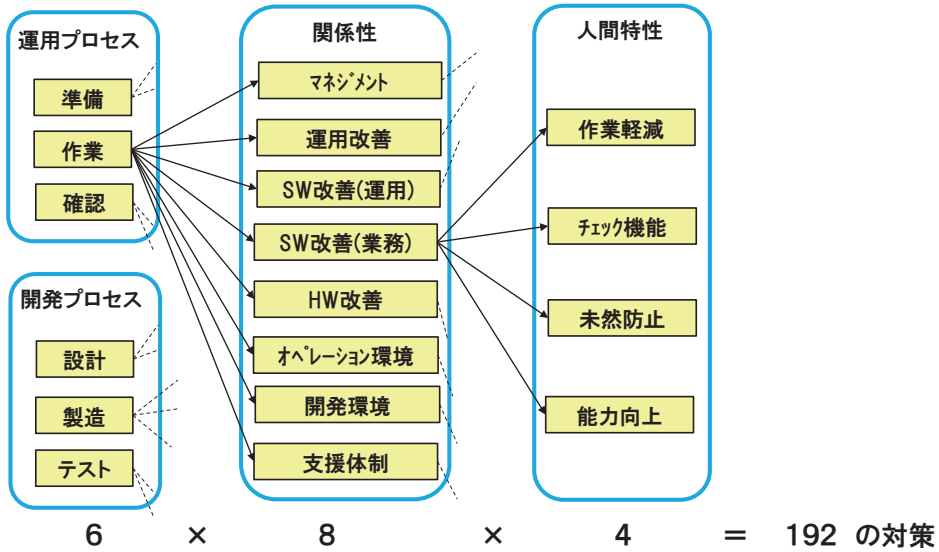 運用プロセス
準備
作業
確認
開発プロセス
設計
製造
テスト
関係性
ﾏﾈｼﾞﾒﾝﾄ
運用改善
SW改善(運用)
SW改善(業務)
HW改善
ｵﾍﾟﾚｰｼｮﾝ環境
開発環境
支援体制
人間特性
作業軽減
ﾁｪｯｸ機能
未然防止
能力向上
6 × 8 × 4 = 192 の対策